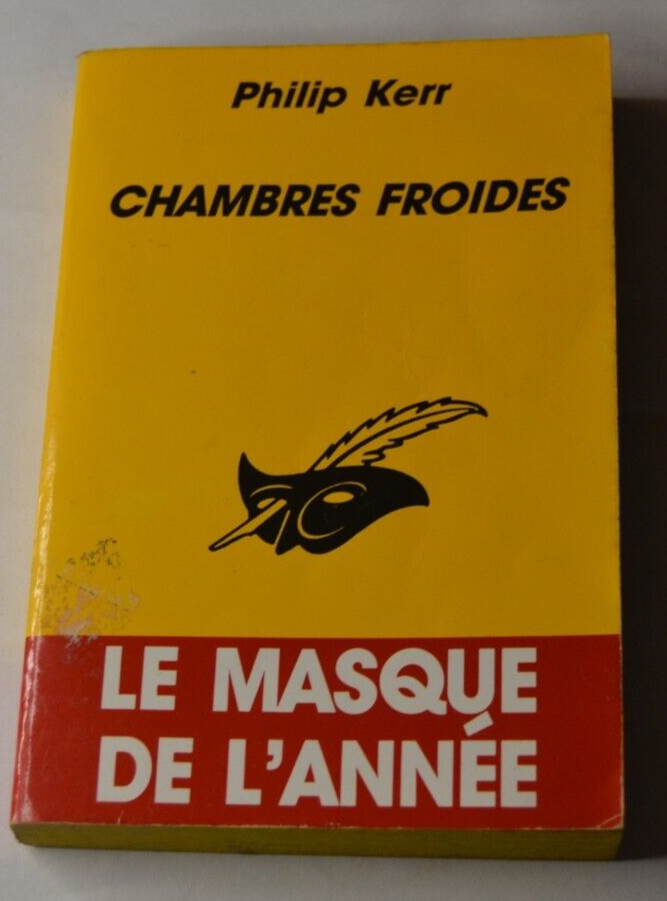 Philip Kerr
CHAMBRES FROIDES
LE MASQUE
DE L'ANNÉE